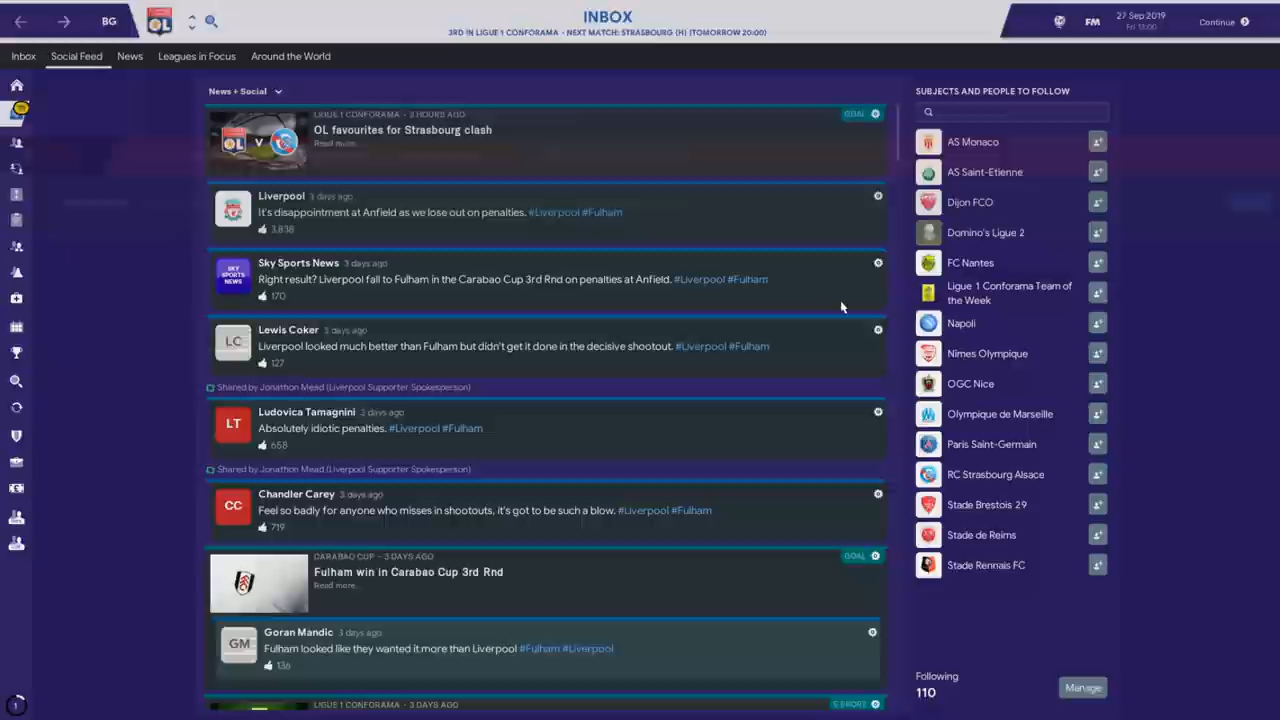 BG
INBOX
3RD IN LIGUE 1 CONFORAMA - NEXT MATCH: STRASBOURG (H) (TOMORROW 20:00)
FM
27 Sep 2019
Fri 13:00
Continue
Inbox
Social Feed
News
Leagues in Focus
Around the World
News + Social
LIGUE 1 CONFORAMA - 3 HOURS AGO
GOAL
OL favourites for Strasbourg clash
Read more...
V
Liverpool 3 days ago
It's disappointment at Anfield as we lose out on penalties. #Liverpool #Fulham
3,838
SKY SPORTS NEWS
Sky Sports News 3 days ago
Right result? Liverpool fall to Fulham in the Carabao Cup 3rd Rnd on penalties at Anfield. #Liverpool #Fulham
170
LC
Lewis Coker 3 days ago
Liverpool looked much better than Fulham but didn't get it done in the decisive shootout. #Liverpool #Fulham
127
Shared by Jonathon Mead (Liverpool Supporter Spokesperson)
LT
Ludovica Tamagnini 3 days ago
Absolutely idiotic penalties. #Liverpool #Fulham
658
Shared by Jonathon Mead (Liverpool Supporter Spokesperson)
CC
Chandler Carey 3 days ago
Feel so badly for anyone who misses in shootouts, it's got to be such a blow. #Liverpool #Fulham
719
CARABAO CUP - 3 DAYS AGO
GOAL
Fulham win in Carabao Cup 3rd Rnd
Read more...
GM
Goran Mandic 3 days ago
Fulham looked like they wanted it more than Liverpool #Fulham #Liverpool
136
LIGUE 1 CONFORAMA - 3 DAYS AGO
SUBJECTS AND PEOPLE TO FOLLOW
AS Monaco
AS Saint-Etienne
Dijon FCO
Domino's Ligue 2
FC Nantes
Ligue 1 Conforama Team of
the Week
Napoli
Nîmes Olympique
OGC Nice
Olympique de Marseille
Paris Saint-Germain
RC Strasbourg Alsace
Stade Brestois 29
Stade de Reims
Stade Rennais FC
Following
110
Manage